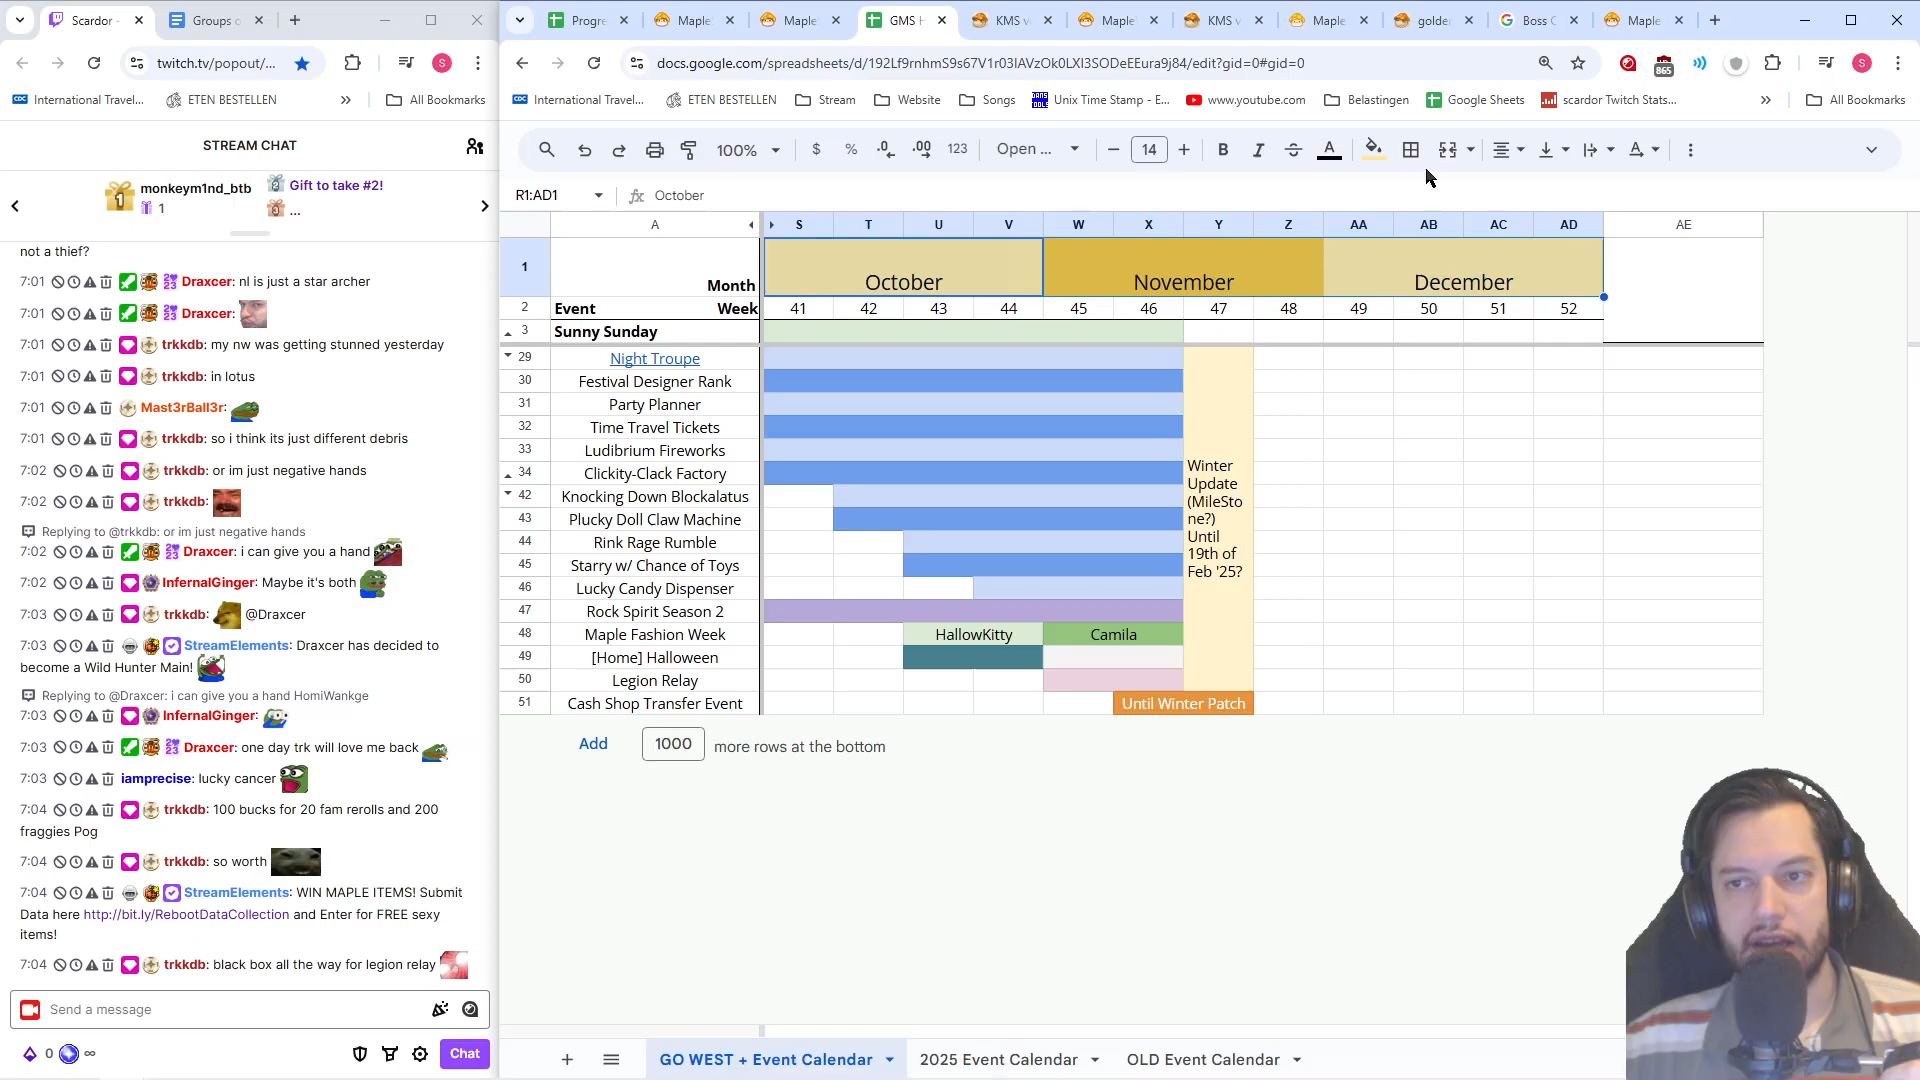 Scardor -
Groups o
Progre
Maple
Maple
GMS H
KMS v
Maple
KMS v
Maple
golder
Boss C
Maple
twitch.tv/popout/...
S
docs.google.com/spreadsheets/d/192Lf9rnhmS9s67V1r03IAVzOk0LXI3SODeEEura9j84/edit?gid=0#gid=0
865
S
International Travel...
ETEN BESTELLEN
All Bookmarks
International Travel...
ETEN BESTELLEN
Stream
Website
Songs
Unix Time Stamp - E...
www.youtube.com
Belastingen
Google Sheets
scardor Twitch Stats...
All Bookmarks
STREAM CHAT
monkeym1nd_btb
1
Gift to take #2!
...
not a thief?
7:01 Draxcer: nl is just a star archer
7:01 Draxcer:
7:01 trkkdb: my nw was getting stunned yesterday
7:01 trkkdb: in lotus
7:01 Mast3rBall3r:
7:01 trkkdb: so i think its just different debris
7:02 trkkdb: or im just negative hands
7:02 trkkdb:
Replying to @trkkdb: or im just negative hands
7:02 Draxcer: i can give you a hand
7:02 InfernalGinger: Maybe it's both
7:03 trkkdb: @Draxcer
7:03 StreamElements: Draxcer has decided to
become a Wild Hunter Main!
Replying to @Draxcer: i can give you a hand HomiWankge
7:03 InfernalGinger:
7:03 Draxcer: one day trk will love me back
7:03 iamprecise: lucky cancer
7:04 trkkdb: 100 bucks for 20 fam rerolls and 200
fraggies Pog
7:04 trkkdb: so worth
7:04 StreamElements: WIN MAPLE ITEMS! Submit
Data here http://bit.ly/RebootDataCollection and Enter for FREE sexy
items!
7:04 trkkdb: black box all the way for legion relay
Send a message
0 ∞
Chat
100% $ % .0 .00 123 Open ... 14 B I A
R1:AD1 fx October
A S T U V W X Y Z AA AB AC AD AE
1 Month October November December
2 Event Week 41 42 43 44 45 46 47 48 49 50 51 52
3 Sunny Sunday
29 Night Troupe
30 Festival Designer Rank
31 Party Planner
32 Time Travel Tickets
33 Ludibrium Fireworks
34 Clickity-Clack Factory
42 Knocking Down Blockalatus
43 Plucky Doll Claw Machine
44 Rink Rage Rumble
45 Starry w/ Chance of Toys
46 Lucky Candy Dispenser
47 Rock Spirit Season 2
48 Maple Fashion Week HallowKitty Camila
49 [Home] Halloween
50 Legion Relay
51 Cash Shop Transfer Event Until Winter Patch
Winter
Update
(MileSto
ne?)
Until
19th of
Feb '25?
Add 1000 more rows at the bottom
GO WEST + Event Calendar
2025 Event Calendar
OLD Event Calendar